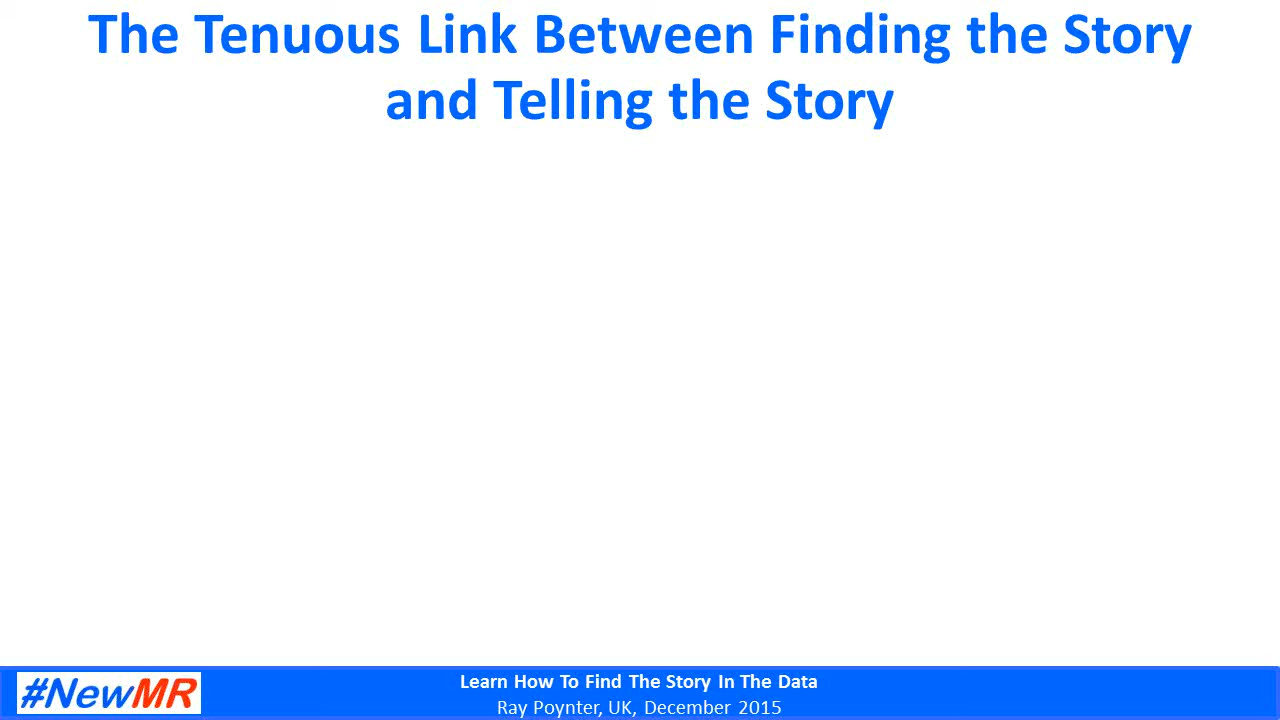 The Tenuous Link Between Finding the Story
and Telling the Story
#NewMR
Learn How To Find The Story In The Data
Ray Poynter, UK, December 2015